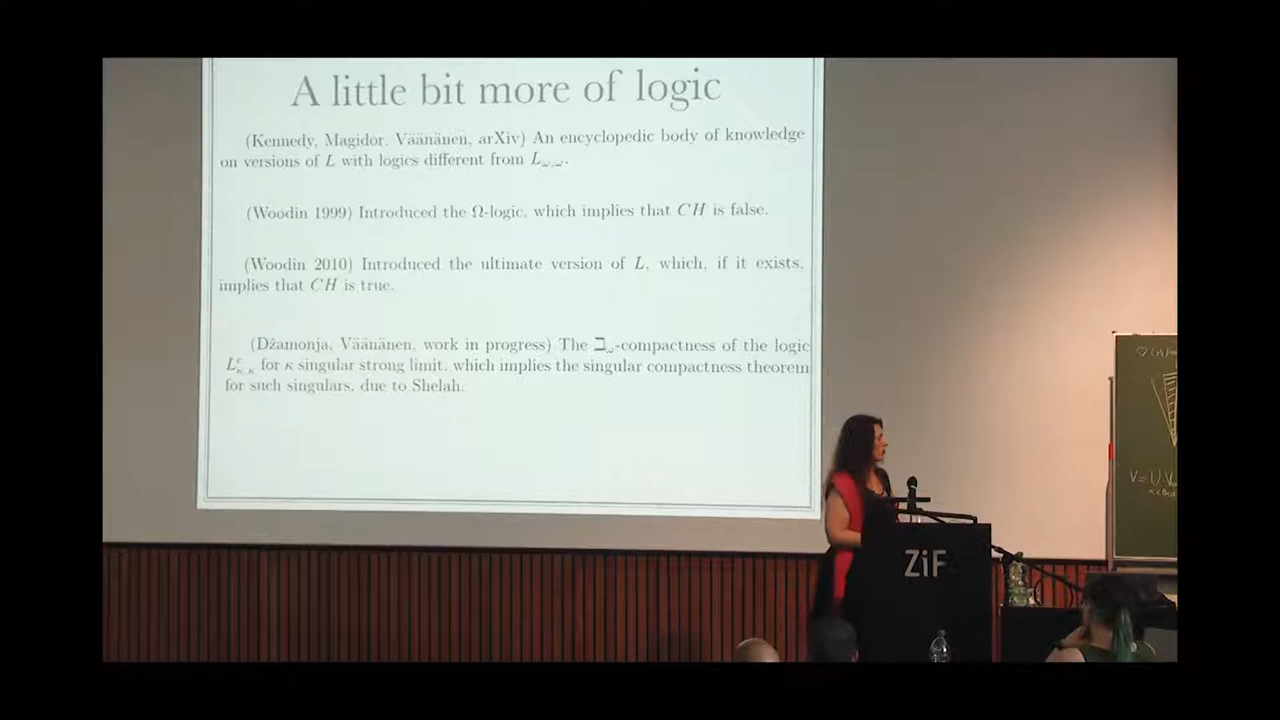 A little bit more of logic
(Kennedy, Magidor. Väänänen, arXiv) An encyclopedic body of knowledge
on versions of L with logics different from L_{ω,ω}.
(Woodin 1999) Introduced the Ω-logic, which implies that CH is false.
(Woodin 2010) Introduced the ultimate version of L, which, if it exists,
implies that CH is true.
(Džamonja, Väänänen, work in progress) The ℶ_ω-compactness of the logic
L^c_{κ,κ} for κ singular strong limit, which implies the singular compactness theorem
for such singulars, due to Shelah.
ZiF
V=⋃